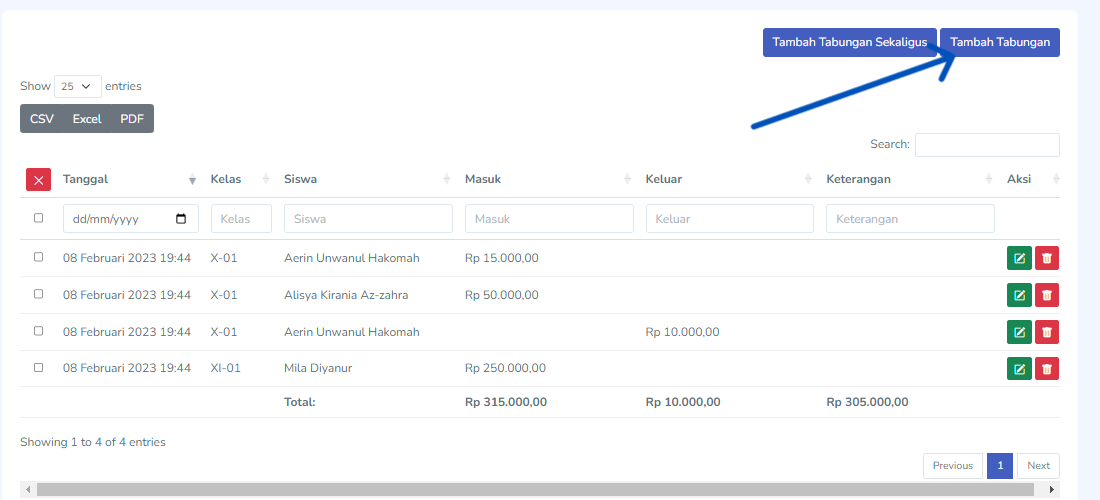 Tambah Tabungan Sekaligus Tambah Tabungan
Show 25 entries
CSV Excel PDF
Search:
Tanggal Kelas Siswa Masuk Keluar Keterangan Aksi
dd/mm/yyyy Kelas Siswa Masuk Keluar Keterangan
08 Februari 2023 19:44 X-01 Aerin Unwanul Hakomah Rp 15.000,00
08 Februari 2023 19:44 X-01 Alisya Kirania Az-zahra Rp 50.000,00
08 Februari 2023 19:44 X-01 Aerin Unwanul Hakomah Rp 10.000,00
08 Februari 2023 19:44 XI-01 Mila Diyanur Rp 250.000,00
Total: Rp 315.000,00 Rp 10.000,00 Rp 305.000,00
Showing 1 to 4 of 4 entries
Previous 1 Next